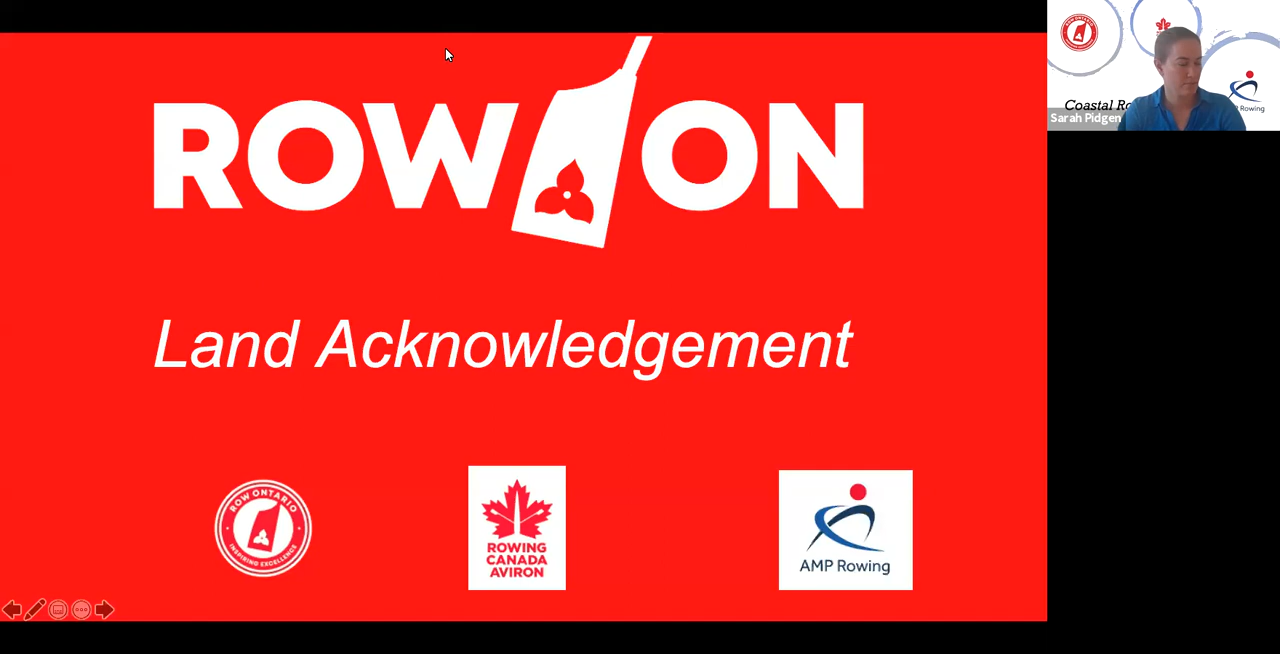 ROW ON
Land Acknowledgement
ROW ONTARIO
INSPIRING EXCELLENCE
ROWING
CANADA
AVIRON
AMP Rowing
Coastal Ro
P Rowing
Sarah Pidgen